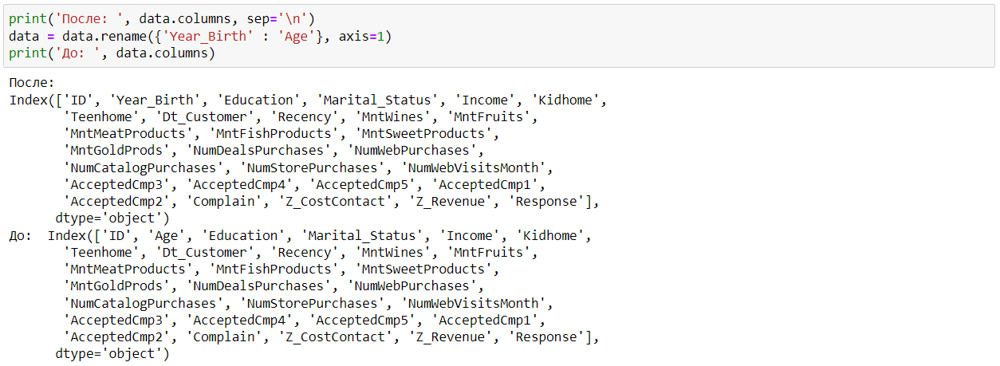 print('После: ', data.columns, sep='\n')
data = data.rename({'Year_Birth' : 'Age'}, axis=1)
print('До: ', data.columns)
После:
Index(['ID', 'Year_Birth', 'Education', 'Marital_Status', 'Income', 'Kidhome',
'Teenhome', 'Dt_Customer', 'Recency', 'MntWines', 'MntFruits',
'MntMeatProducts', 'MntFishProducts', 'MntSweetProducts',
'MntGoldProds', 'NumDealsPurchases', 'NumWebPurchases',
'NumCatalogPurchases', 'NumStorePurchases', 'NumWebVisitsMonth',
'AcceptedCmp3', 'AcceptedCmp4', 'AcceptedCmp5', 'AcceptedCmp1',
'AcceptedCmp2', 'Complain', 'Z_CostContact', 'Z_Revenue', 'Response'],
dtype='object')
До:  Index(['ID', 'Age', 'Education', 'Marital_Status', 'Income', 'Kidhome',
'Teenhome', 'Dt_Customer', 'Recency', 'MntWines', 'MntFruits',
'MntMeatProducts', 'MntFishProducts', 'MntSweetProducts',
'MntGoldProds', 'NumDealsPurchases', 'NumWebPurchases',
'NumCatalogPurchases', 'NumStorePurchases', 'NumWebVisitsMonth',
'AcceptedCmp3', 'AcceptedCmp4', 'AcceptedCmp5', 'AcceptedCmp1',
'AcceptedCmp2', 'Complain', 'Z_CostContact', 'Z_Revenue', 'Response'],
dtype='object')